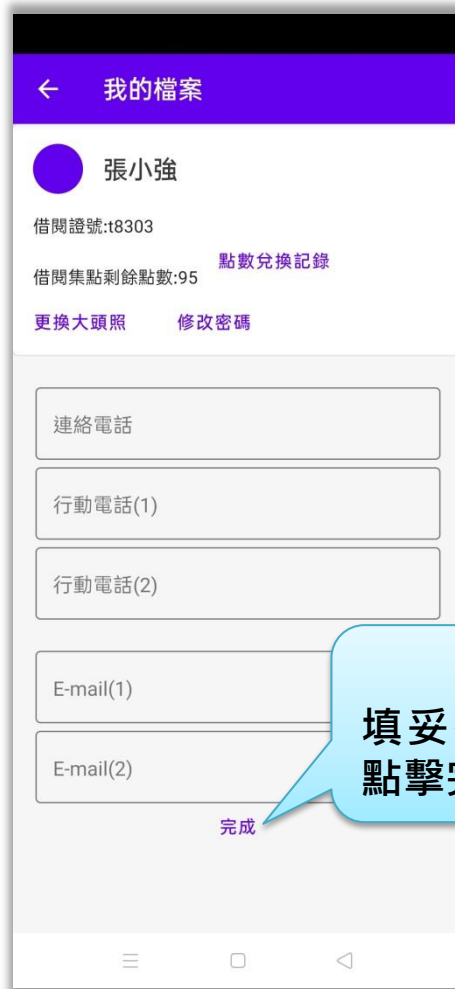 我的檔案
張小強
借閱證號:t8303
點數兌換記錄
借閱集點剩餘點數:95
更換大頭照 修改密碼
連絡電話
行動電話(1)
行動電話(2)
E-mail(1)
E-mail(2)
填妥
點擊
完成